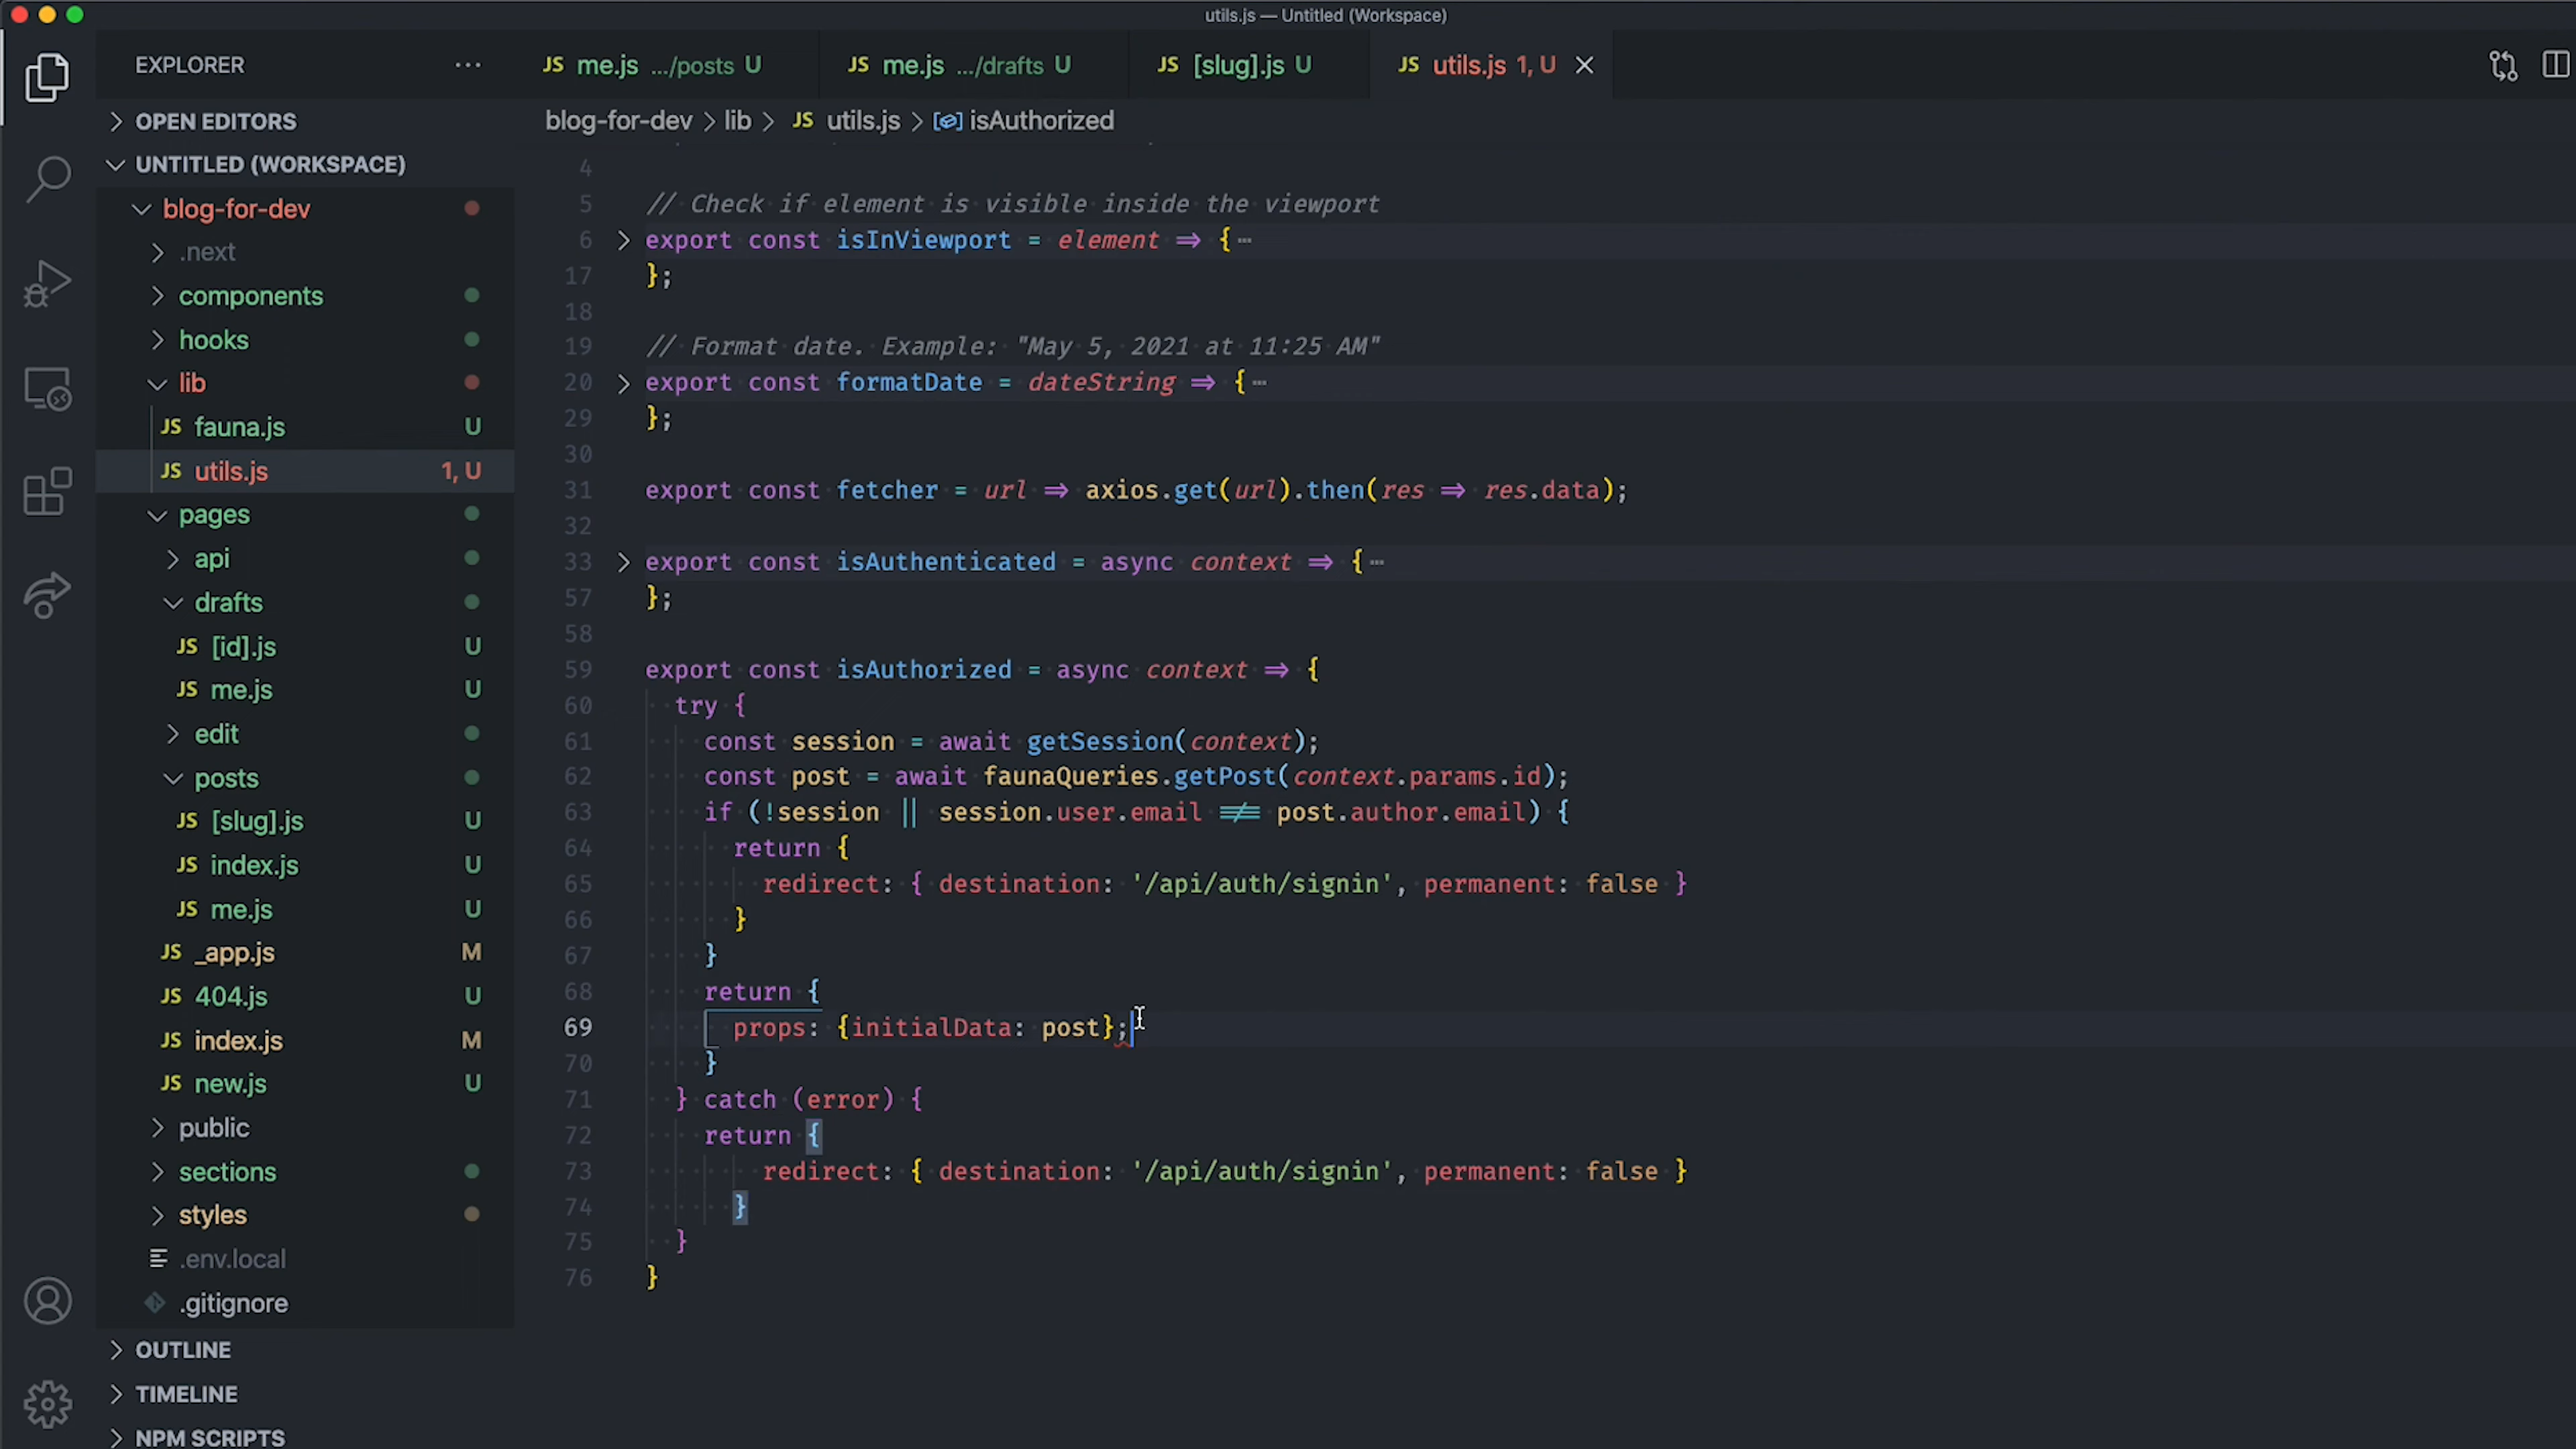 utils.js — Untitled (Workspace)
EXPLORER
OPEN EDITORS
UNTITLED (WORKSPACE)
blog-for-dev
.next
components
hooks
lib
JS fauna.js U
JS utils.js 1, U
pages
api
drafts
JS [id].js U
JS me.js U
edit
posts
JS [slug].js U
JS index.js U
JS me.js U
JS _app.js M
JS 404.js U
JS index.js M
JS new.js U
public
sections
styles
.env.local
.gitignore
OUTLINE
TIMELINE
NPM SCRIPTS
JS me.js .../posts U JS me.js .../drafts U JS [slug].js U JS utils.js 1, U
blog-for-dev > lib > JS utils.js > isAuthorized
4
5 // Check if element is visible inside the viewport
6 export const isInViewport = element => {
17 };
18
19 // Format date. Example: "May 5, 2021 at 11:25 AM"
20 export const formatDate = dateString => {
29 };
30
31 export const fetcher = url => axios.get(url).then(res => res.data);
32
33 export const isAuthenticated = async context => {
57 };
58
59 export const isAuthorized = async context => {
60 try {
61 const session = await getSession(context);
62 const post = await faunaQueries.getPost(context.params.id);
63 if (!session || session.user.email !== post.author.email) {
64 return {
65 redirect: { destination: '/api/auth/signin', permanent: false }
66 }
67 }
68 return {
69 props: {initialData: post};
70 }
71 } catch (error) {
72 return {
73 redirect: { destination: '/api/auth/signin', permanent: false }
74 }
75 }
76 }